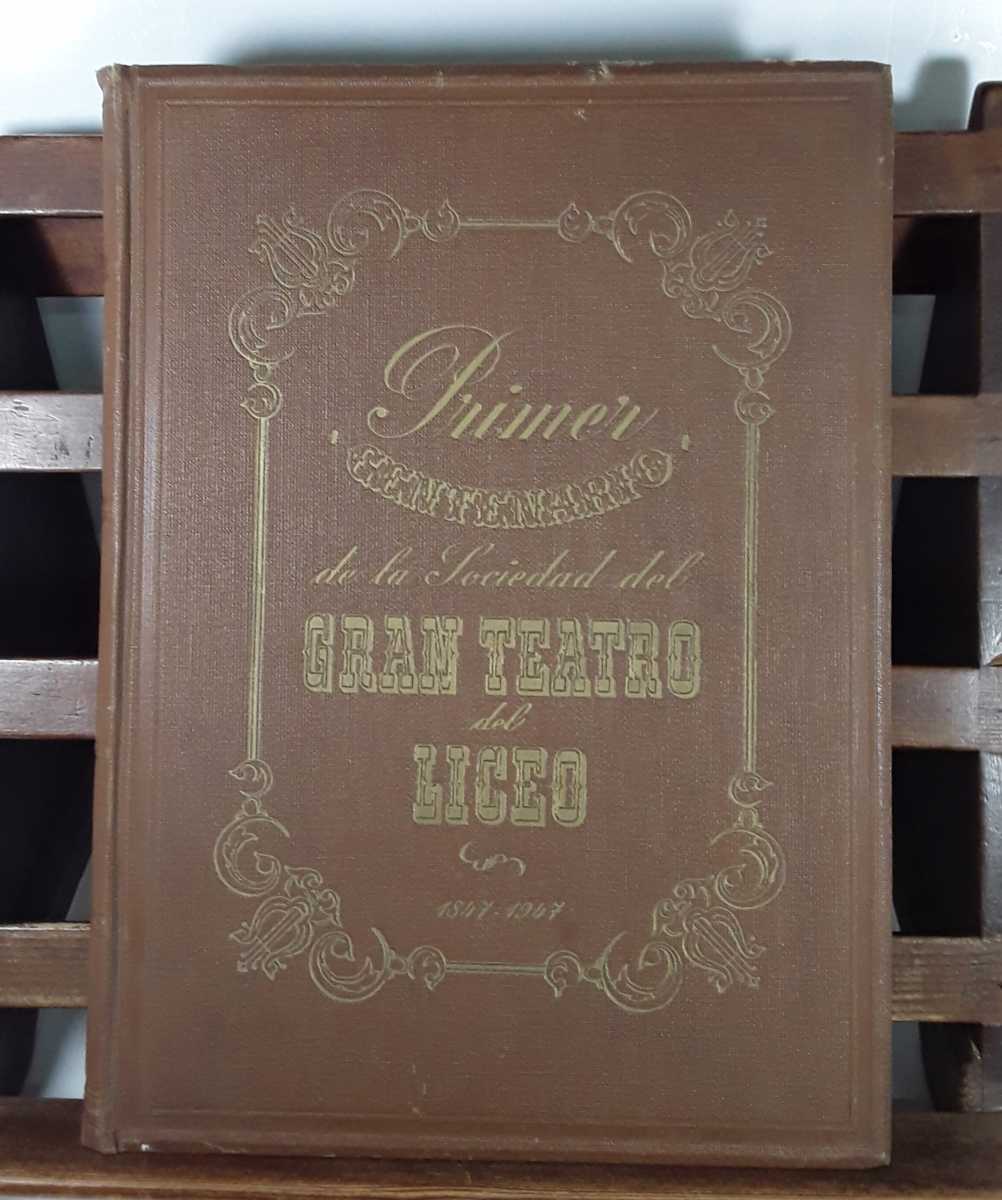 Primer
CENTENARIO
de la Sociedad del
GRAN TEATRO
del
LICEO
1847-1947